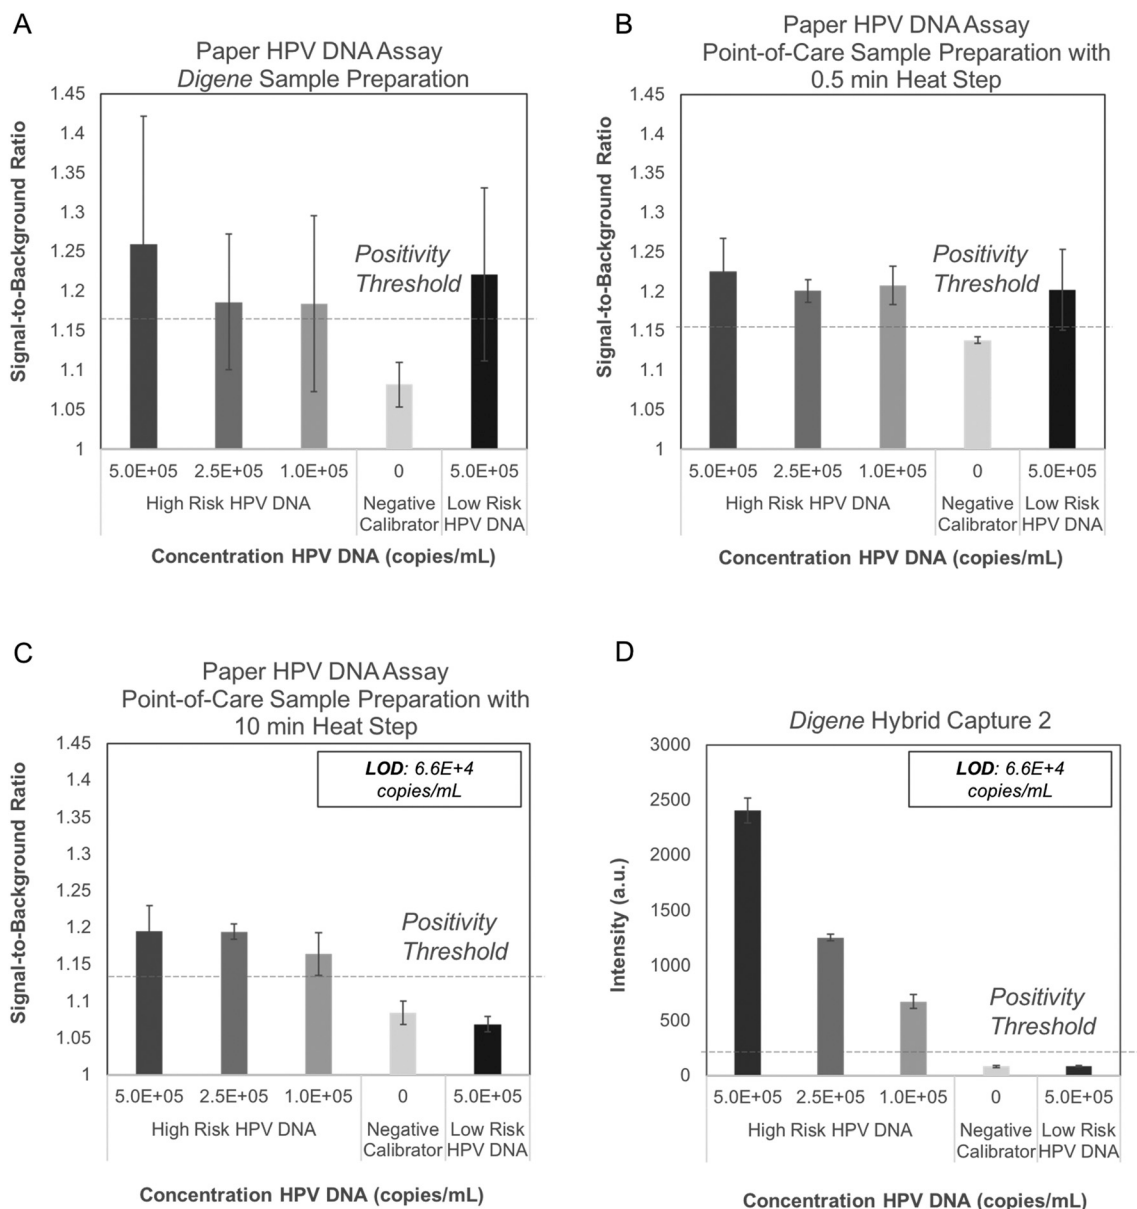 A
Paper HPV DNA Assay
Digene Sample Preparation
Signal-to-Background Ratio
1.45
1.4
1.35
1.3
1.25
1.2
1.15
1.1
1.05
1
Positivity
Threshold
5.0E+05 2.5E+05 1.0E+05 0 5.0E+05
High Risk HPV DNA Negative Low Risk
Calibrator HPV DNA
Concentration HPV DNA (copies/mL)
B
Paper HPV DNA Assay
Point-of-Care Sample Preparation with
0.5 min Heat Step
Signal-to-Background Ratio
1.45
1.4
1.35
1.3
1.25
1.2
1.15
1.1
1.05
1
Positivity
Threshold
5.0E+05 2.5E+05 1.0E+05 0 5.0E+05
High Risk HPV DNA Negative Low Risk
Calibrator HPV DNA
Concentration HPV DNA (copies/mL)
C
Paper HPV DNA Assay
Point-of-Care Sample Preparation with
10 min Heat Step
Signal-to-Background Ratio
1.45
1.4
1.35
1.3
1.25
1.2
1.15
1.1
1.05
1
LOD: 6.6E+4
copies/mL
Positivity
Threshold
5.0E+05 2.5E+05 1.0E+05 0 5.0E+05
High Risk HPV DNA Negative Low Risk
Calibrator HPV DNA
Concentration HPV DNA (copies/mL)
D
Digene Hybrid Capture 2
Intensity (a.u.)
3000
2500
2000
1500
1000
500
0
LOD: 6.6E+4
copies/mL
Positivity
Threshold
5.0E+05 2.5E+05 1.0E+05 0 5.0E+05
High Risk HPV DNA Negative Low Risk
Calibrator HPV DNA
Concentration HPV DNA (copies/mL)